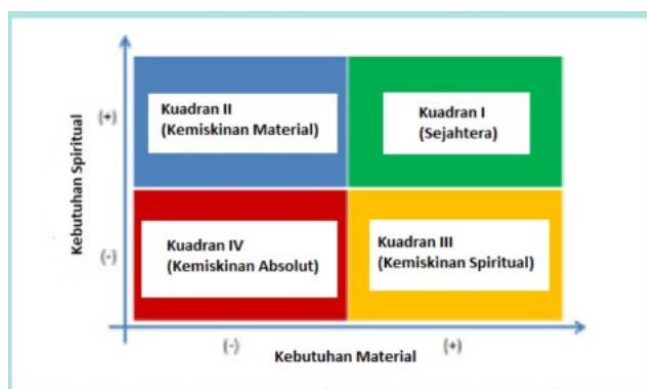 Kebutuhan Spiritual
(+)
(-)
Kuadran II
(Kemiskinan Material)
Kuadran I
(Sejahtera)
Kuadran IV
(Kemiskinan Absolut)
Kuadran III
(Kemiskinan Spiritual)
(-)
(+)
Kebutuhan Material